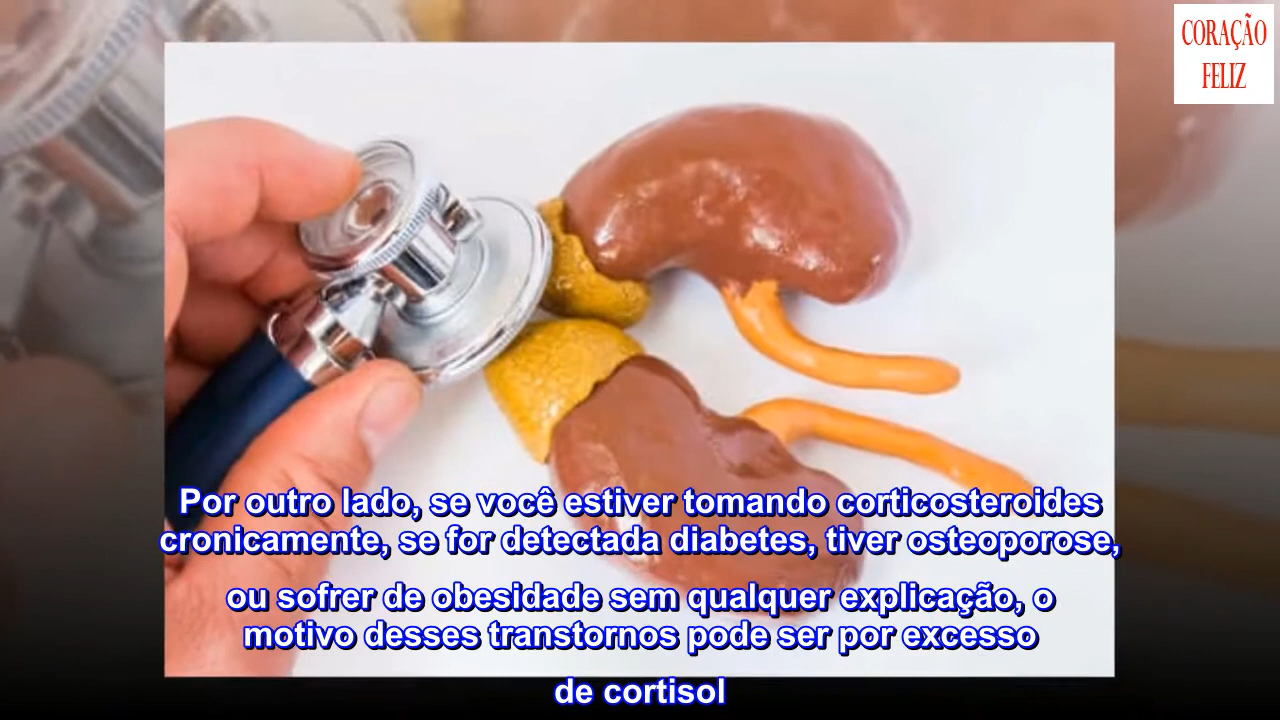 CORAÇÃO
FELIZ
Por outro lado, se você estiver tomando corticosteroides
cronicamente, se for detectada diabetes, tiver osteoporose,
ou sofrer de obesidade sem qualquer explicação, o
motivo desses transtornos pode ser por excesso
de cortisol